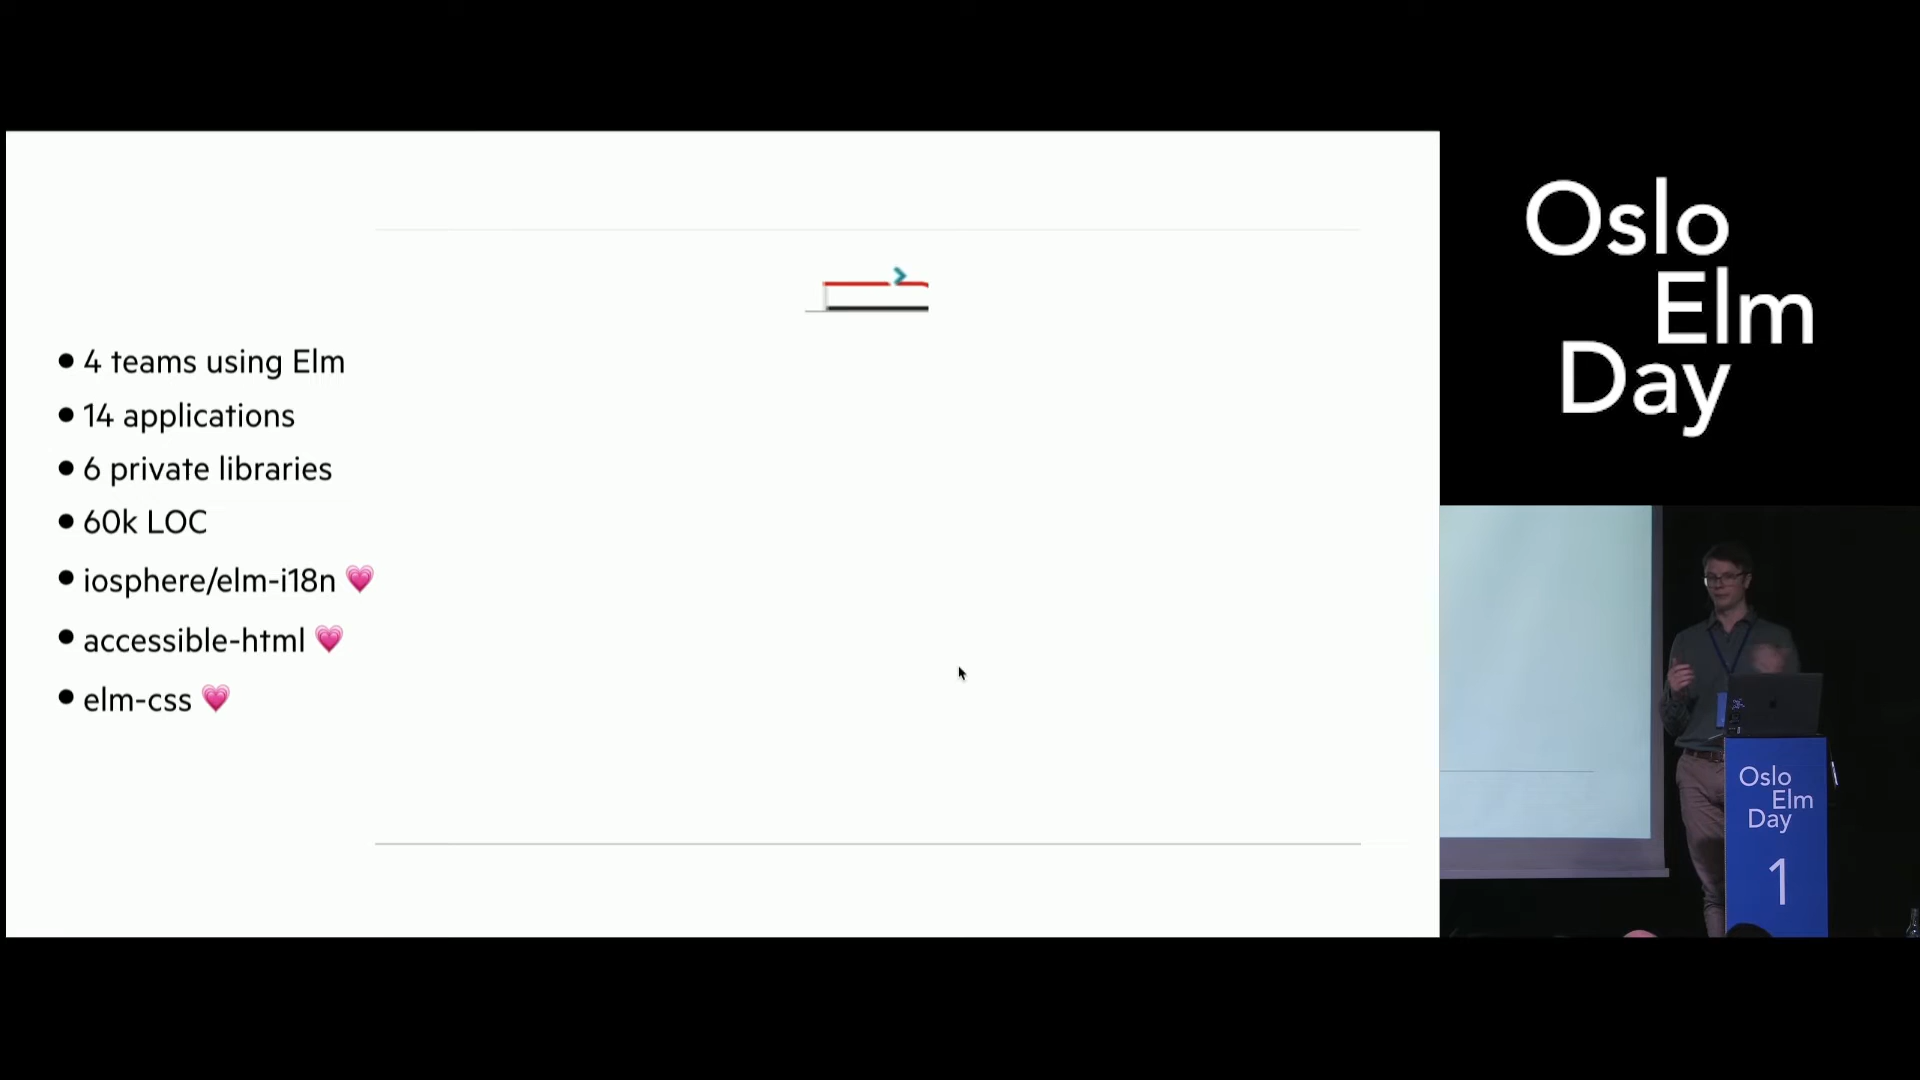 • 4 teams using Elm
• 14 applications
• 6 private libraries
• 60k LOC
• iosphere/elm-i18n 💗
• accessible-html 💗
• elm-css 💗
Oslo
Elm
Day
Oslo
Elm
Day
1